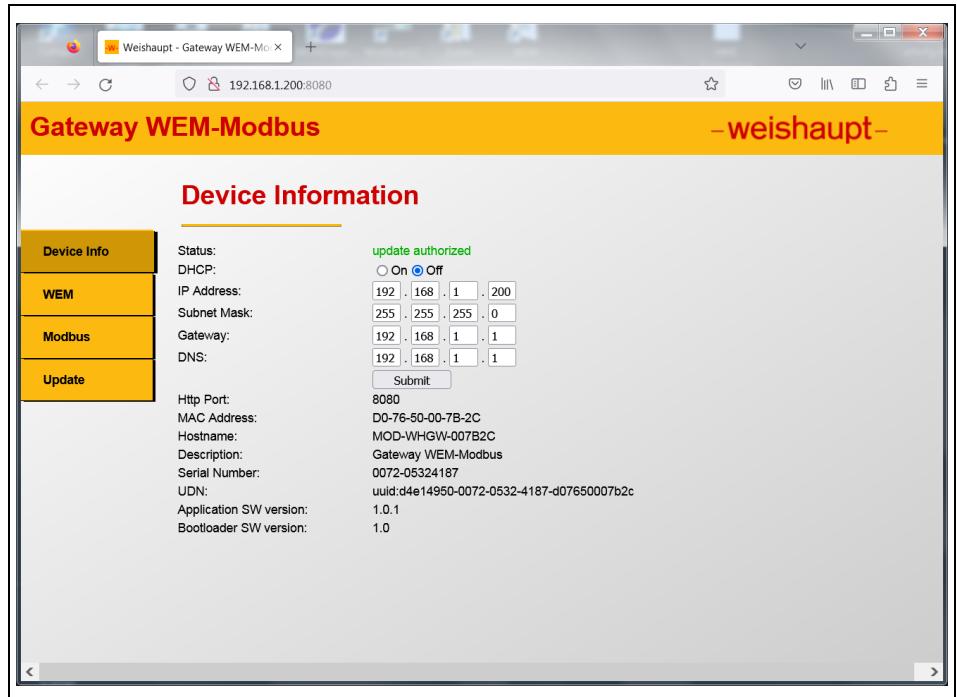 Weishaupt - Gateway WEM-Mo
192.168.1.200:8080
Gateway WEM-Modbus
-weishaupt-
Device Information
Device Info
WEM
Modbus
Update
Status: update authorized
DHCP: On Off
IP Address: 192 . 168 . 1 . 200
Subnet Mask: 255 . 255 . 255 . 0
Gateway: 192 . 168 . 1 . 1
DNS: 192 . 168 . 1 . 1
Submit
Http Port: 8080
MAC Address: D0-76-50-00-7B-2C
Hostname: MOD-WHGW-007B2C
Description: Gateway WEM-Modbus
Serial Number: 0072-05324187
UDN: uuid:d4e14950-0072-0532-4187-d07650007b2c
Application SW version: 1.0.1
Bootloader SW version: 1.0